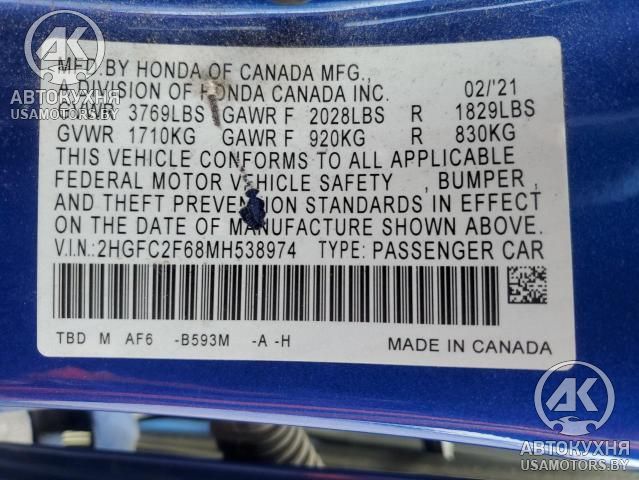 АК
АВТОКУХНЯ
USAMOTORS.BY
MFT. BY HONDA OF CANADA MFG.,
A DIVISION OF HONDA CANADA INC. 02/'21
GVWR 3769LBS GAWR F 2028LBS R 1829LBS
GVWR 1710KG GAWR F 920KG R 830KG
THIS VEHICLE CONFORMS TO ALL APPLICABLE
FEDERAL MOTOR VEHICLE SAFETY , BUMPER ,
AND THEFT PREVENTION STANDARDS IN EFFECT
ON THE DATE OF MANUFACTURE SHOWN ABOVE.
V.I.N.:2HGFC2F68MH538974 TYPE: PASSENGER CAR
TBD M AF6 -B593M -A -H MADE IN CANADA
АК
АВТОКУХНЯ
USAMOTORS.BY